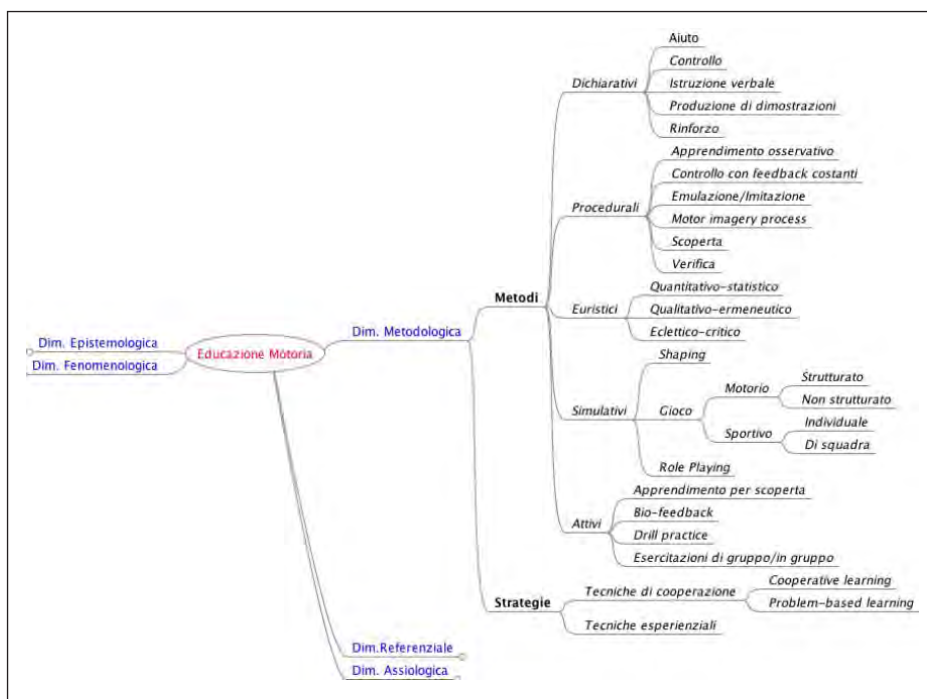 Educazione Motoria
Dim. Epistemologica
Dim. Fenomenologica
Dim. Metodologica
Metodi
Dichiarativi
Aiuto
Controllo
Istruzione verbale
Produzione di dimostrazioni
Rinforzo
Procedurali
Apprendimento osservativo
Controllo con feedback costanti
Emulazione/Imitazione
Motor imagery process
Scoperta
Verifica
Euristici
Quantitativo-statistico
Qualitativo-ermeneutico
Eclettico-critico
Simulativi
Shaping
Gioco
Motorio
Strutturato
Non strutturato
Sportivo
Individuale
Di squadra
Role Playing
Attivi
Apprendimento per scoperta
Bio-feedback
Drill practice
Esercitazioni di gruppo/in gruppo
Strategie
Tecniche di cooperazione
Cooperative learning
Problem-based learning
Tecniche esperienziali
Dim.Referenziale
Dim. Assiologica